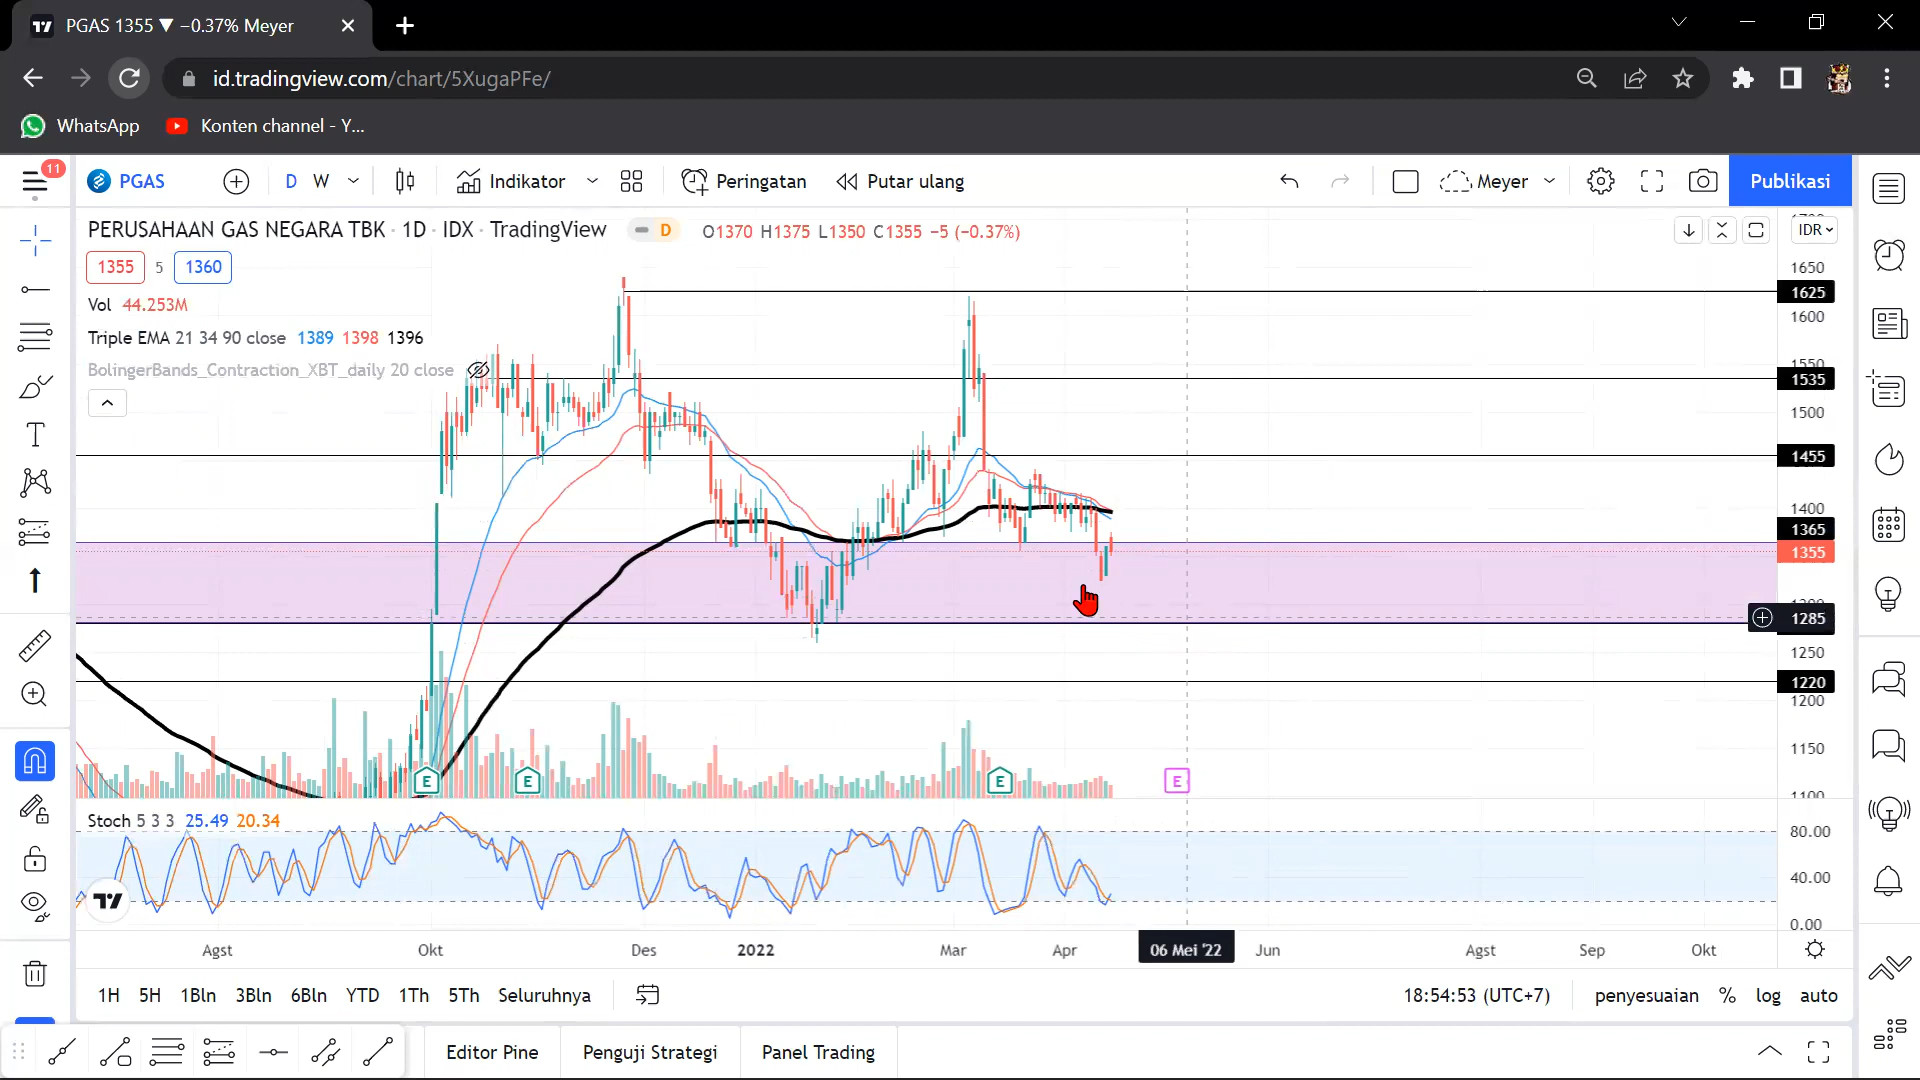 PGAS 1355 ▼ −0.37% Meyer
id.tradingview.com/chart/5XugaPFe/
WhatsApp
Konten channel - Y...
11
PGAS
D
W
Indikator
Peringatan
Putar ulang
Meyer
Publikasi
PERUSAHAAN GAS NEGARA TBK · 1D · IDX · TradingView
D
O1370 H1375 L1350 C1355 −5 (−0.37%)
IDR
1355
5
1360
Vol 44.253M
Triple EMA 21 34 90 close 1389 1398 1396
BolingerBands_Contraction_XBT_daily 20 close
1650
1625
1600
1550
1535
1500
1455
1400
1365
1355
1285
1250
1220
1200
1150
1100
E
E
E
E
Stoch 5 3 3 25.49 20.34
80.00
40.00
0.00
Agst
Okt
Des
2022
Mar
Apr
06 Mei '22
Jun
Agst
Sep
Okt
1H
5H
1Bln
3Bln
6Bln
YTD
1Th
5Th
Seluruhnya
18:54:53 (UTC+7)
penyesuaian
%
log
auto
Editor Pine
Penguji Strategi
Panel Trading